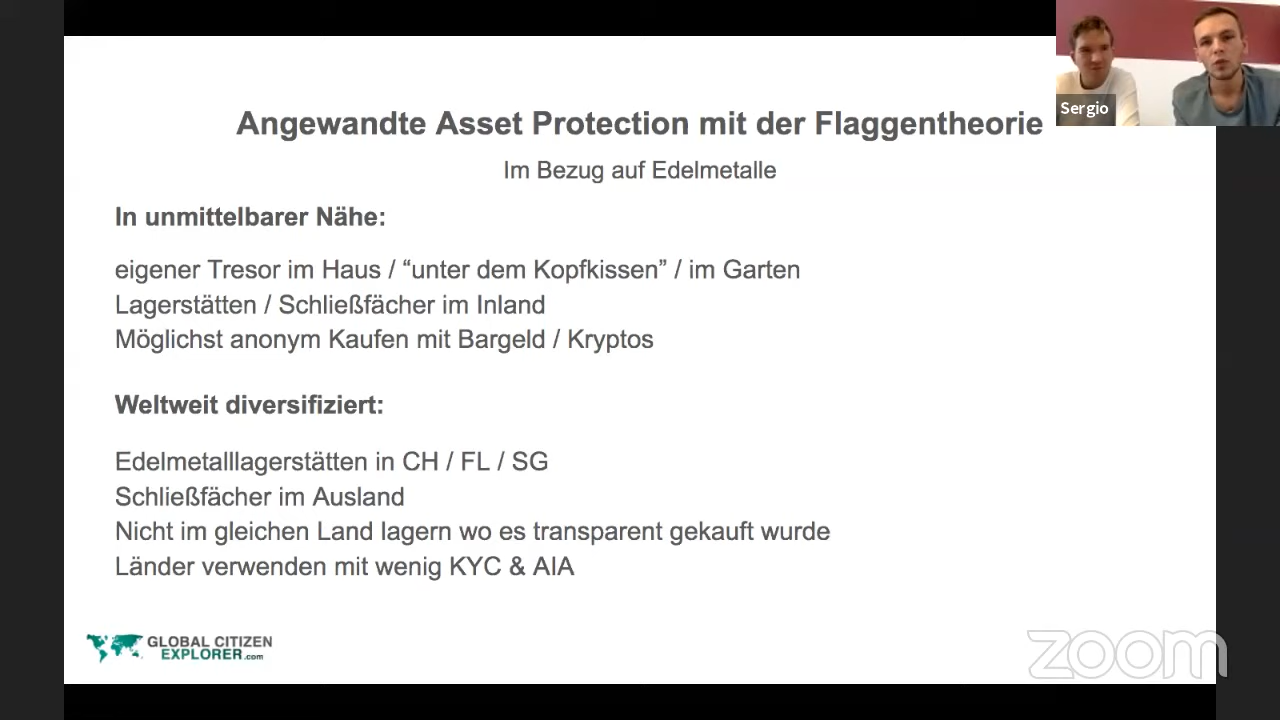 Sergio
Angewandte Asset Protection mit der Flaggentheorie
Im Bezug auf Edelmetalle
In unmittelbarer Nähe:
eigener Tresor im Haus / “unter dem Kopfkissen” / im Garten
Lagerstätten / Schließfächer im Inland
Möglichst anonym Kaufen mit Bargeld / Kryptos
Weltweit diversifiziert:
Edelmetalllagerstätten in CH / FL / SG
Schließfächer im Ausland
Nicht im gleichen Land lagern wo es transparent gekauft wurde
Länder verwenden mit wenig KYC & AIA
GLOBAL CITIZEN
EXPLORER.com
zoom